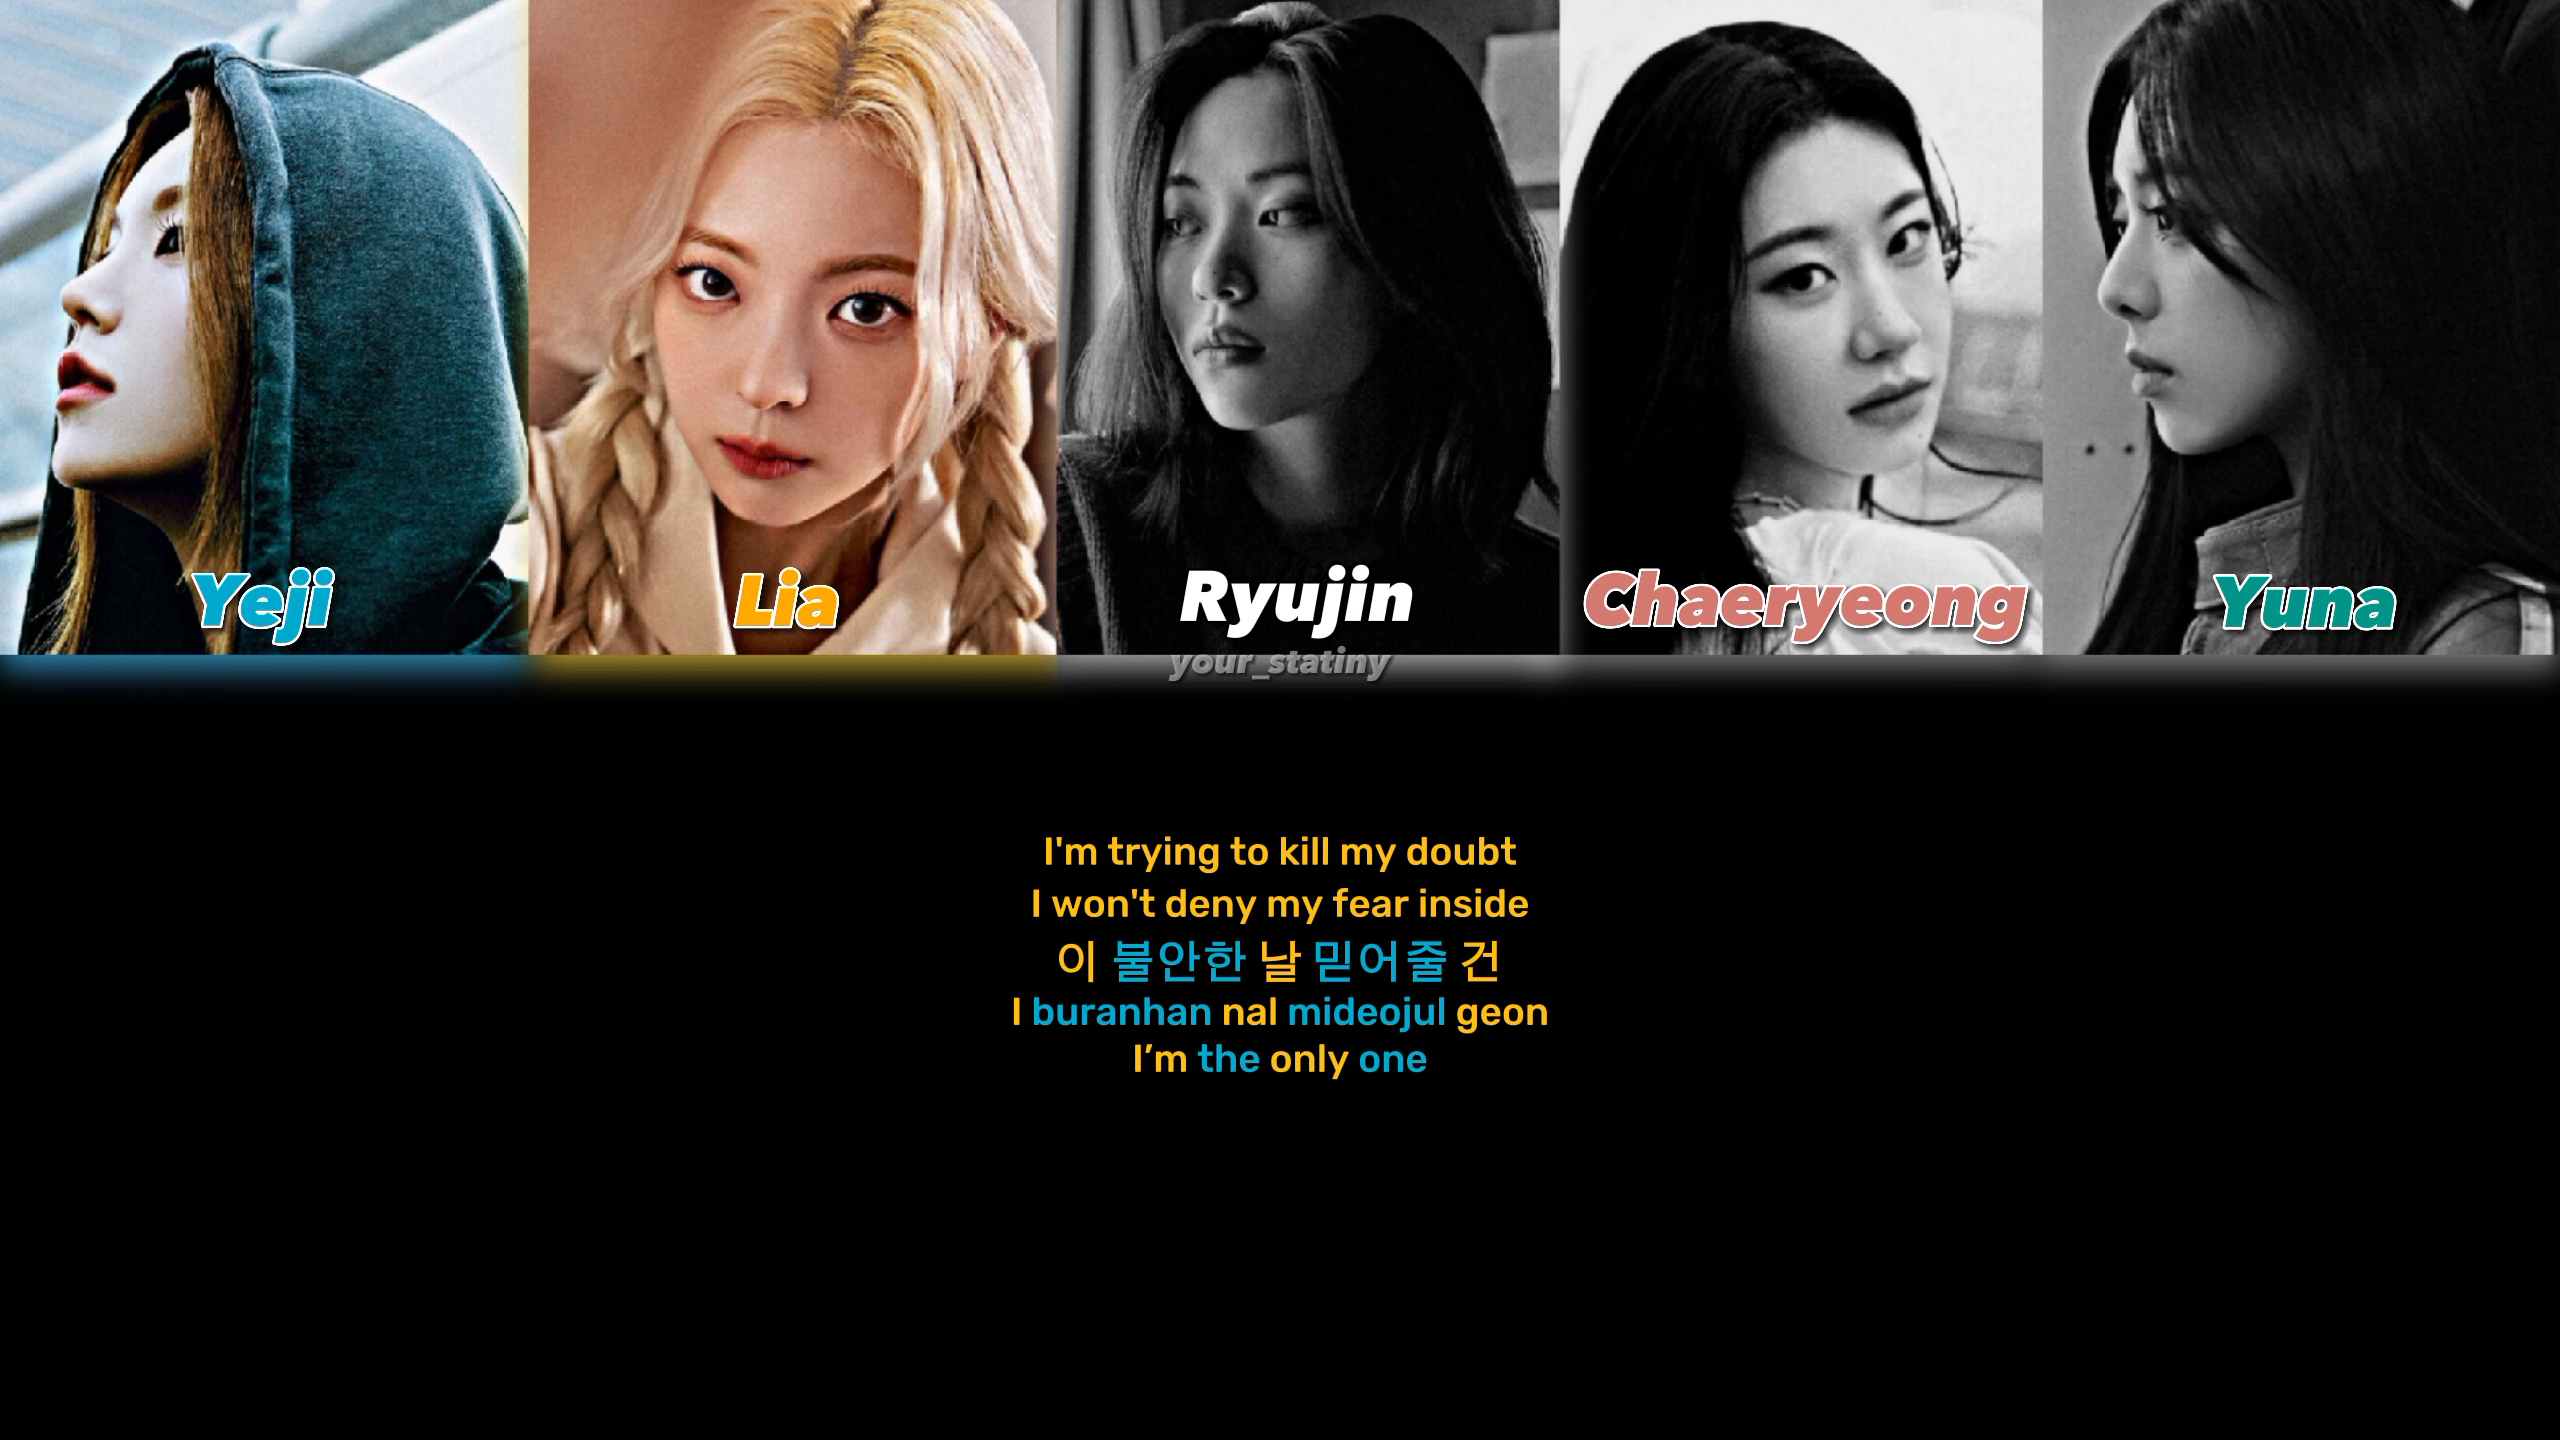 Yeji
Lia
Ryujin
Chaeryeong
Yuna
your_statiny
I'm trying to kill my doubt
I won't deny my fear inside
이 불안한 날 믿어줄 건
I buranhan nal mideojul geon
I’m the only one